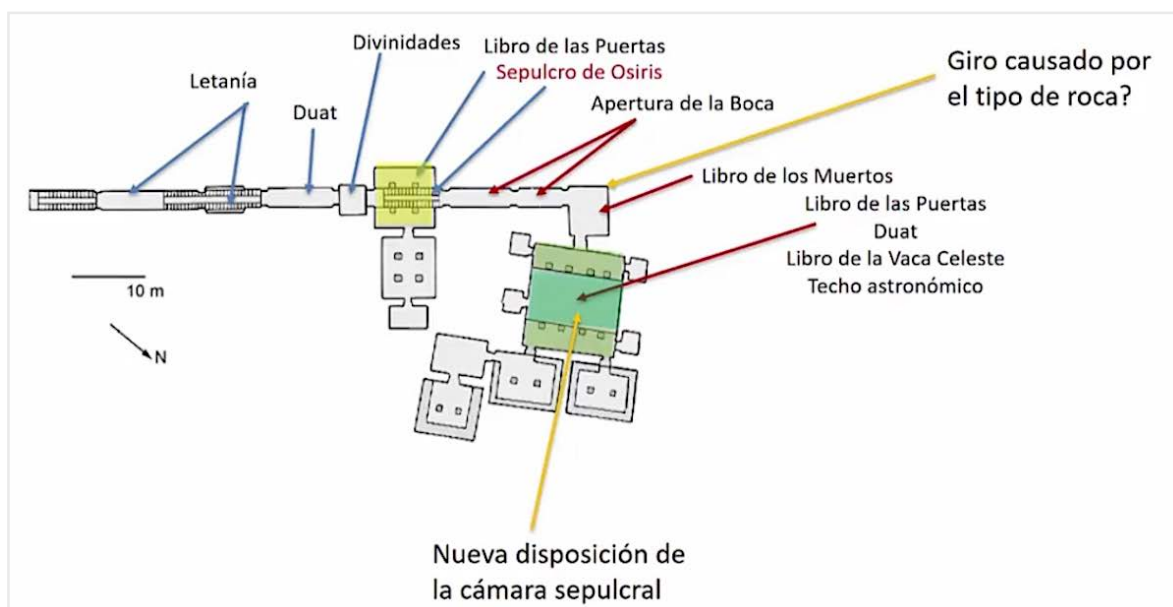 Divinidades
Libro de las Puertas
Sepulcro de Osiris
Letanía
Duat
Apertura de la Boca
Giro causado por
el tipo de roca?
Libro de los Muertos
Libro de las Puertas
Duat
Libro de la Vaca Celeste
Techo astronómico
10 m
N
Nueva disposición de
la cámara sepulcral